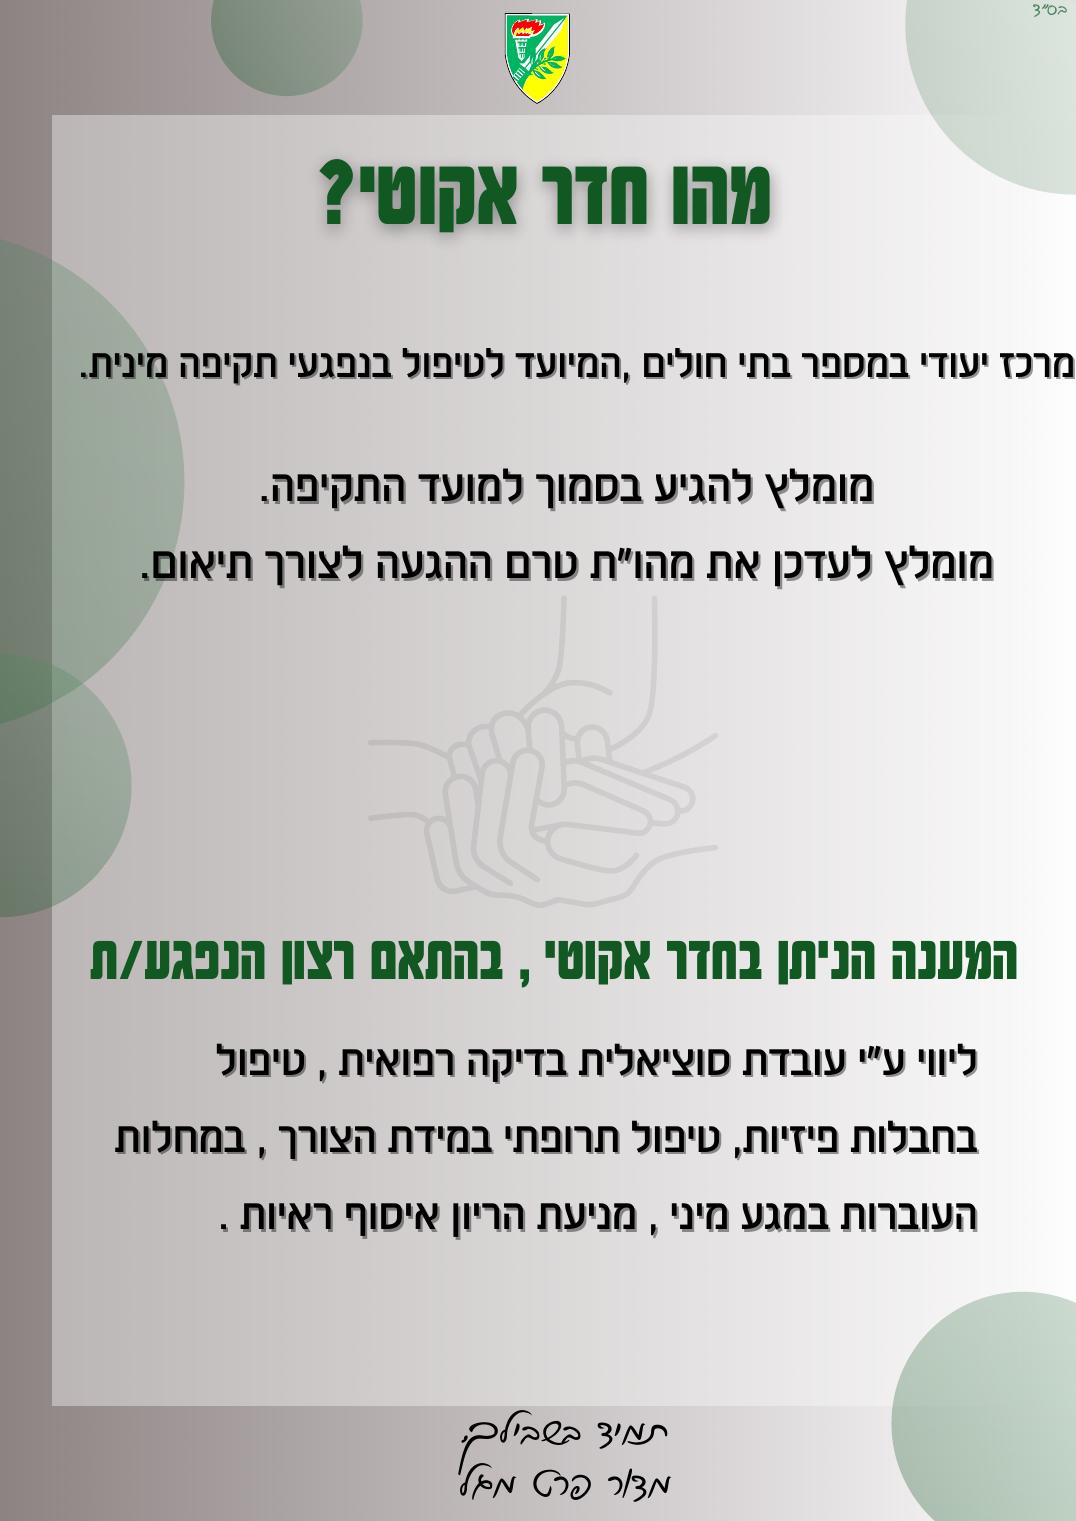 בס״ד
מהו חדר אקוטי?
מרכז יעודי במספר בתי חולים ,המיועד לטיפול בנפגעי תקיפה מינית.
מומלץ להגיע בסמוך למועד התקיפה.
מומלץ לעדכן את מהו״ת טרם ההגעה לצורך תיאום.
המענה הניתן בחדר אקוטי , בהתאם רצון הנפגע/ת
ליווי ע״י עובדת סוציאלית בדיקה רפואית , טיפול
בחבלות פיזיות, טיפול תרופתי במידת הצורך , במחלות
העוברות במגע מיני , מניעת הריון איסוף ראיות .
תמיד בשבילך,
מדור פרט מגל